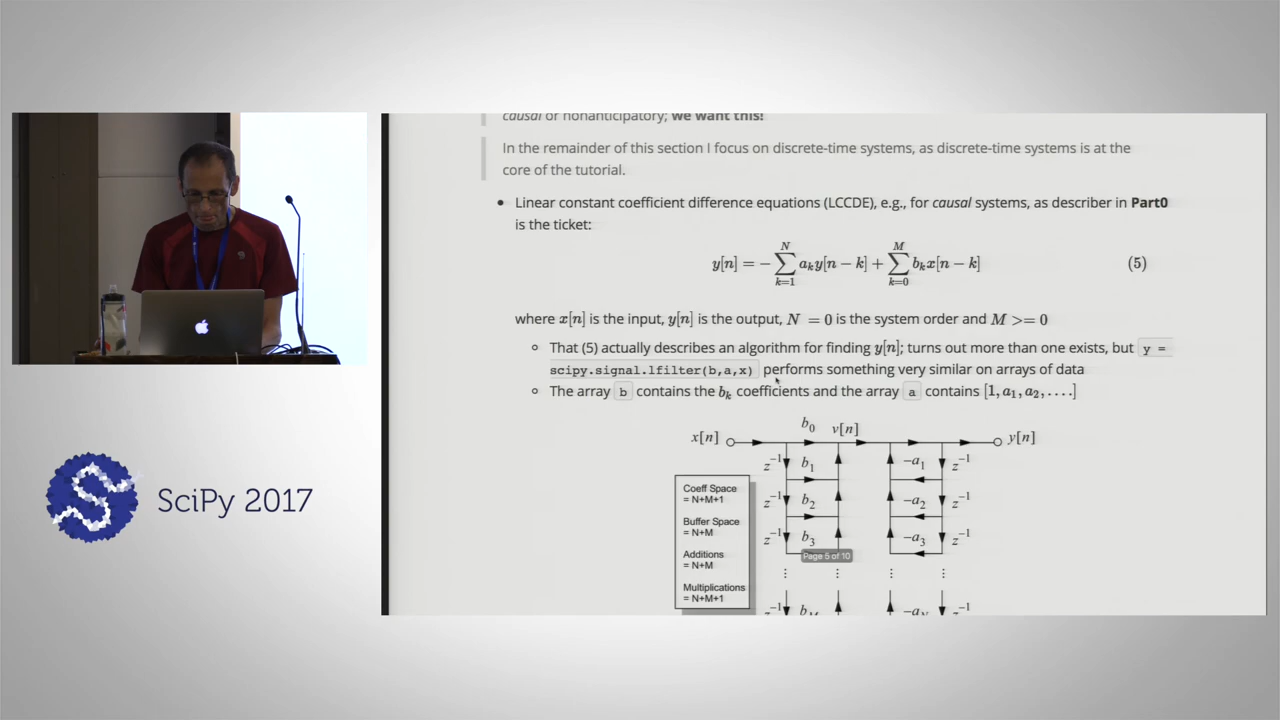 causal or nonanticipatory; we want this!
In the remainder of this section I focus on discrete-time systems, as discrete-time systems is at the
core of the tutorial.
• Linear constant coefficient difference equations (LCCDE), e.g., for causal systems, as describer in Part0
is the ticket:
y[n] = −∑_{k=1}^{N} a_k y[n − k] + ∑_{k=0}^{M} b_k x[n − k] (5)
where x[n] is the input, y[n] is the output, N = 0 is the system order and M >= 0
◦ That (5) actually describes an algorithm for finding y[n]; turns out more than one exists, but y =
scipy.signal.lfilter(b,a,x) performs something very similar on arrays of data
◦ The array b contains the b_k coefficients and the array a contains [1, a_1, a_2, . . . .]
x[n] b_0 v[n] y[n]
z^{-1} b_1 −a_1 z^{-1}
Coeff Space
= N+M+1
z^{-1} b_2 −a_2 z^{-1}
Buffer Space
= N+M
z^{-1} b_3 −a_3 z^{-1}
Page 5 of 10
Additions
= N+M
Multiplications
= N+M+1
z^{-1} b_M −a_N z^{-1}
SciPy 2017